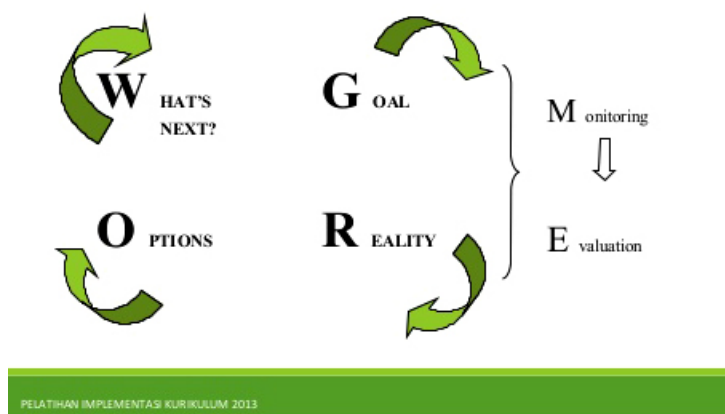 WHAT'S
NEXT?
GOAL
Monitoring
OPTIONS
REALITY
Evaluation
PELATIHAN IMPLEMENTASI KURIKULUM 2013